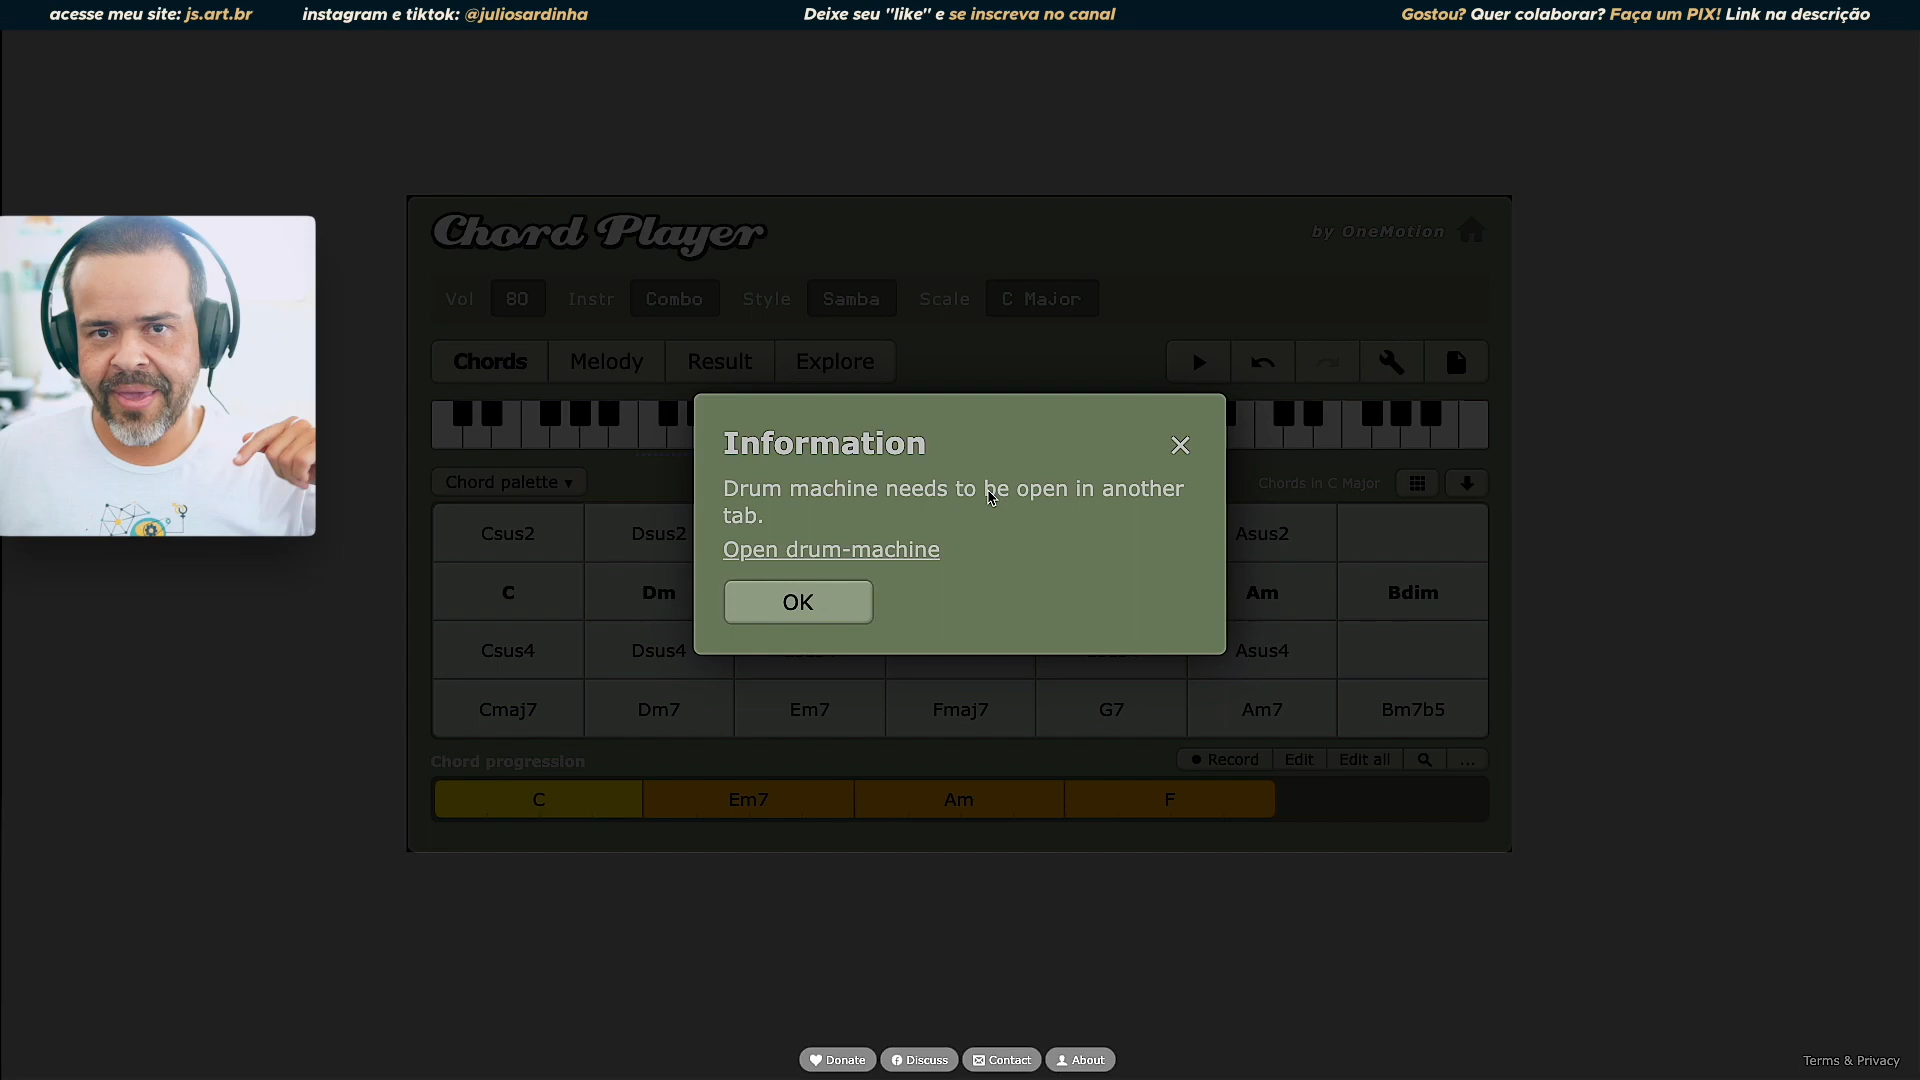 acesse meu site: js.art.br
instagram e tiktok: @juliosardinha
Deixe seu "like" e se inscreva no canal
Gostou? Quer colaborar? Faça um PIX! Link na descrição
Chord Player
by OneMotion
Vol 80 Instr Combo Style Samba Scale C Major
Chords Melody Result Explore
Information
Drum machine needs to be open in another
tab.
Open drum-machine
OK
Chord palette
Chords in C Major
Csus2 Dsus2 Asus2
C Dm Am Bdim
Csus4 Dsus4 Asus4
Cmaj7 Dm7 Em7 Fmaj7 G7 Am7 Bm7b5
Chord progression
Record Edit Edit all ...
C Em7 Am F
Donate Discuss Contact About
Terms & Privacy